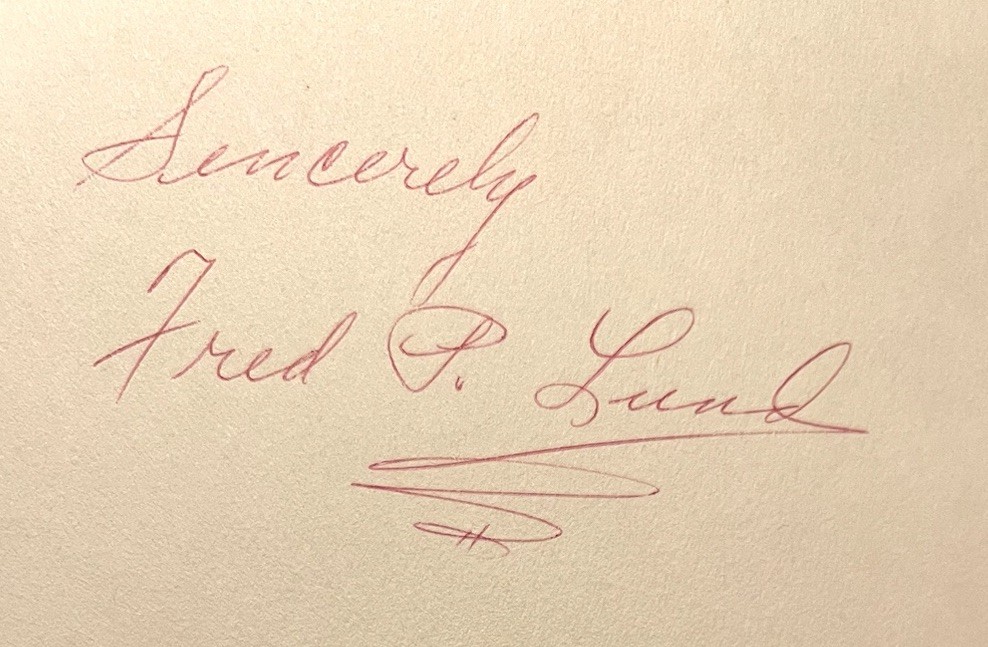 Sincerely
Fred P. Lund